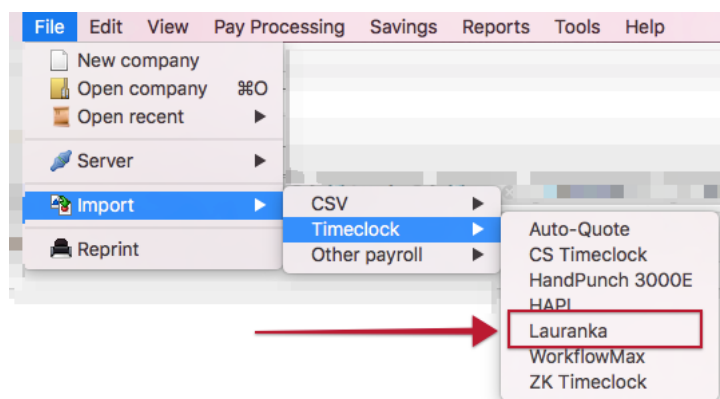 File Edit View Pay Processing Savings Reports Tools Help
New company
Open company ⌘O
Open recent
Server
Import
Reprint
CSV
Timeclock
Other payroll
Auto-Quote
CS Timeclock
HandPunch 3000E
HAPI
Lauranka
WorkflowMax
ZK Timeclock